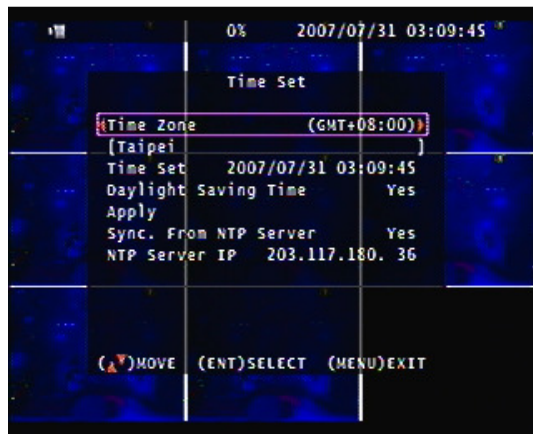 0% 2007/07/31 03:09:45
Time Set
Time Zone (GMT+08:00)
[Taipei ]
Time Set 2007/07/31 03:09:45
Daylight Saving Time Yes
Apply
Sync. From NTP Server Yes
NTP Server IP 203.117.180. 36
(▲▼)MOVE (ENT)SELECT (MENU)EXIT